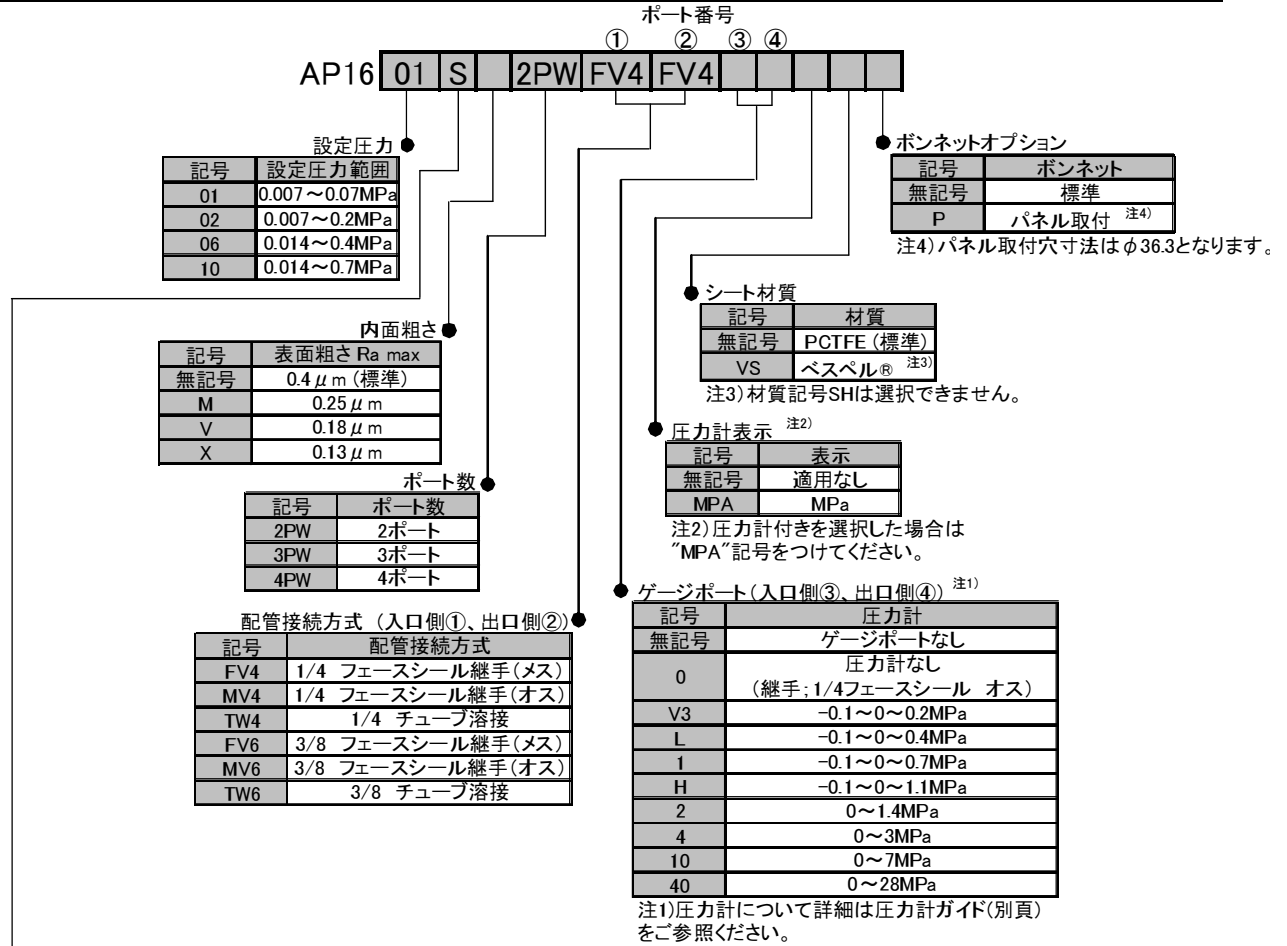 ポート番号
① ② ③ ④
AP16 01 S 2PW FV4 FV4
設定圧力
記号 設定圧力範囲
01 0.007～0.07MPa
02 0.007～0.2MPa
06 0.014～0.4MPa
10 0.014～0.7MPa
内面粗さ
記号 表面粗さ Ra max
無記号 0.4μm (標準)
M 0.25μm
V 0.18μm
X 0.13μm
ポート数
記号 ポート数
2PW 2ポート
3PW 3ポート
4PW 4ポート
配管接続方式 (入口側①、出口側②)
記号 配管接続方式
FV4 1/4 フェースシール継手(メス)
MV4 1/4 フェースシール継手(オス)
TW4 1/4 チューブ溶接
FV6 3/8 フェースシール継手(メス)
MV6 3/8 フェースシール継手(オス)
TW6 3/8 チューブ溶接
ボンネットオプション
記号 ボンネット
無記号 標準
P パネル取付 注4)
注4)パネル取付穴寸法はφ36.3となります。
シート材質
記号 材質
無記号 PCTFE (標準)
VS ベスペル® 注3)
注3)材質記号SHは選択できません。
圧力計表示 注2)
記号 表示
無記号 適用なし
MPA MPa
注2)圧力計付きを選択した場合は
"MPA"記号をつけてください。
ゲージポート(入口側③、出口側④) 注1)
記号 圧力計
無記号 ゲージポートなし
0 圧力計なし
(継手;1/4フェースシール オス)
V3 -0.1～0～0.2MPa
L -0.1～0～0.4MPa
1 -0.1～0～0.7MPa
H -0.1～0～1.1MPa
2 0～1.4MPa
4 0～3MPa
10 0～7MPa
40 0～28MPa
注1)圧力計について詳細は圧力計ガイド(別頁)
をご参照ください。